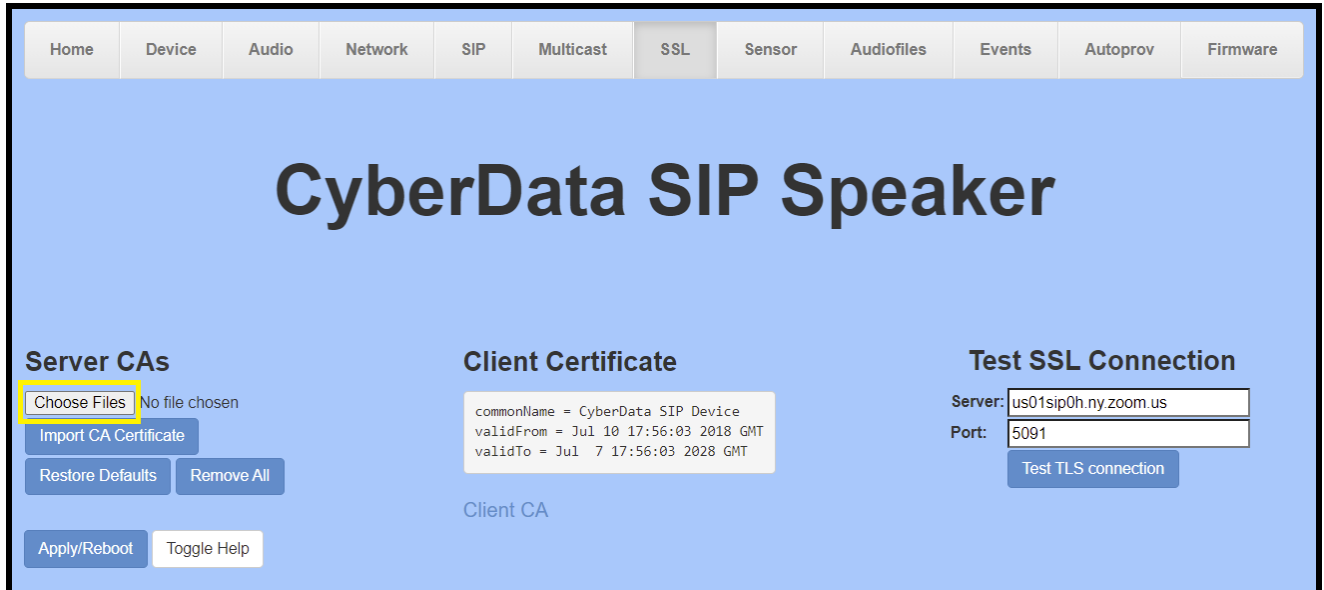 Home Device Audio Network SIP Multicast SSL Sensor Audiofiles Events Autoprov Firmware
CyberData SIP Speaker
Server CAs
Choose Files No file chosen
Import CA Certificate
Restore Defaults Remove All
Apply/Reboot Toggle Help
Client Certificate
commonName = CyberData SIP Device
validFrom = Jul 10 17:56:03 2018 GMT
validTo = Jul  7 17:56:03 2028 GMT
Client CA
Test SSL Connection
Server: us01sip0h.ny.zoom.us
Port: 5091
Test TLS connection